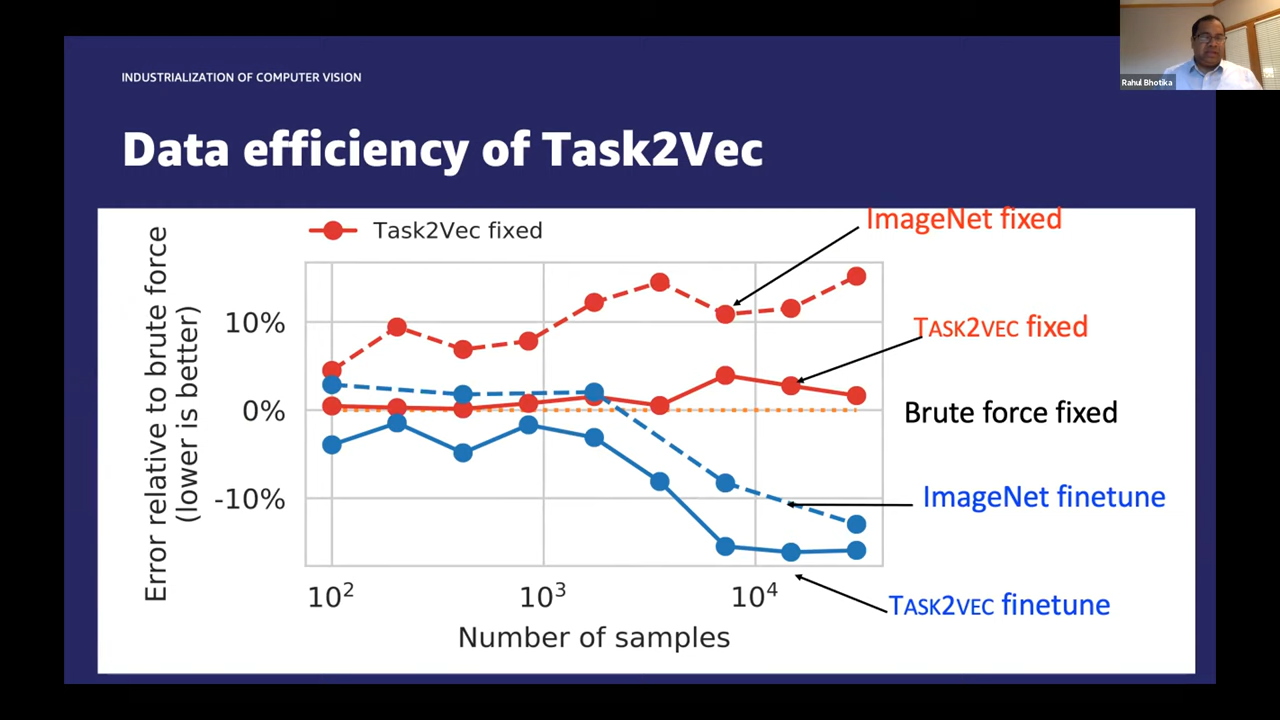 INDUSTRIALIZATION OF COMPUTER VISION
Rahul Bhotika
Data efficiency of Task2Vec
Error relative to brute force
(lower is better)
Task2Vec fixed
10%
0%
-10%
10²
10³
10⁴
Number of samples
ImageNet fixed
TASK2VEC fixed
Brute force fixed
ImageNet finetune
TASK2VEC finetune